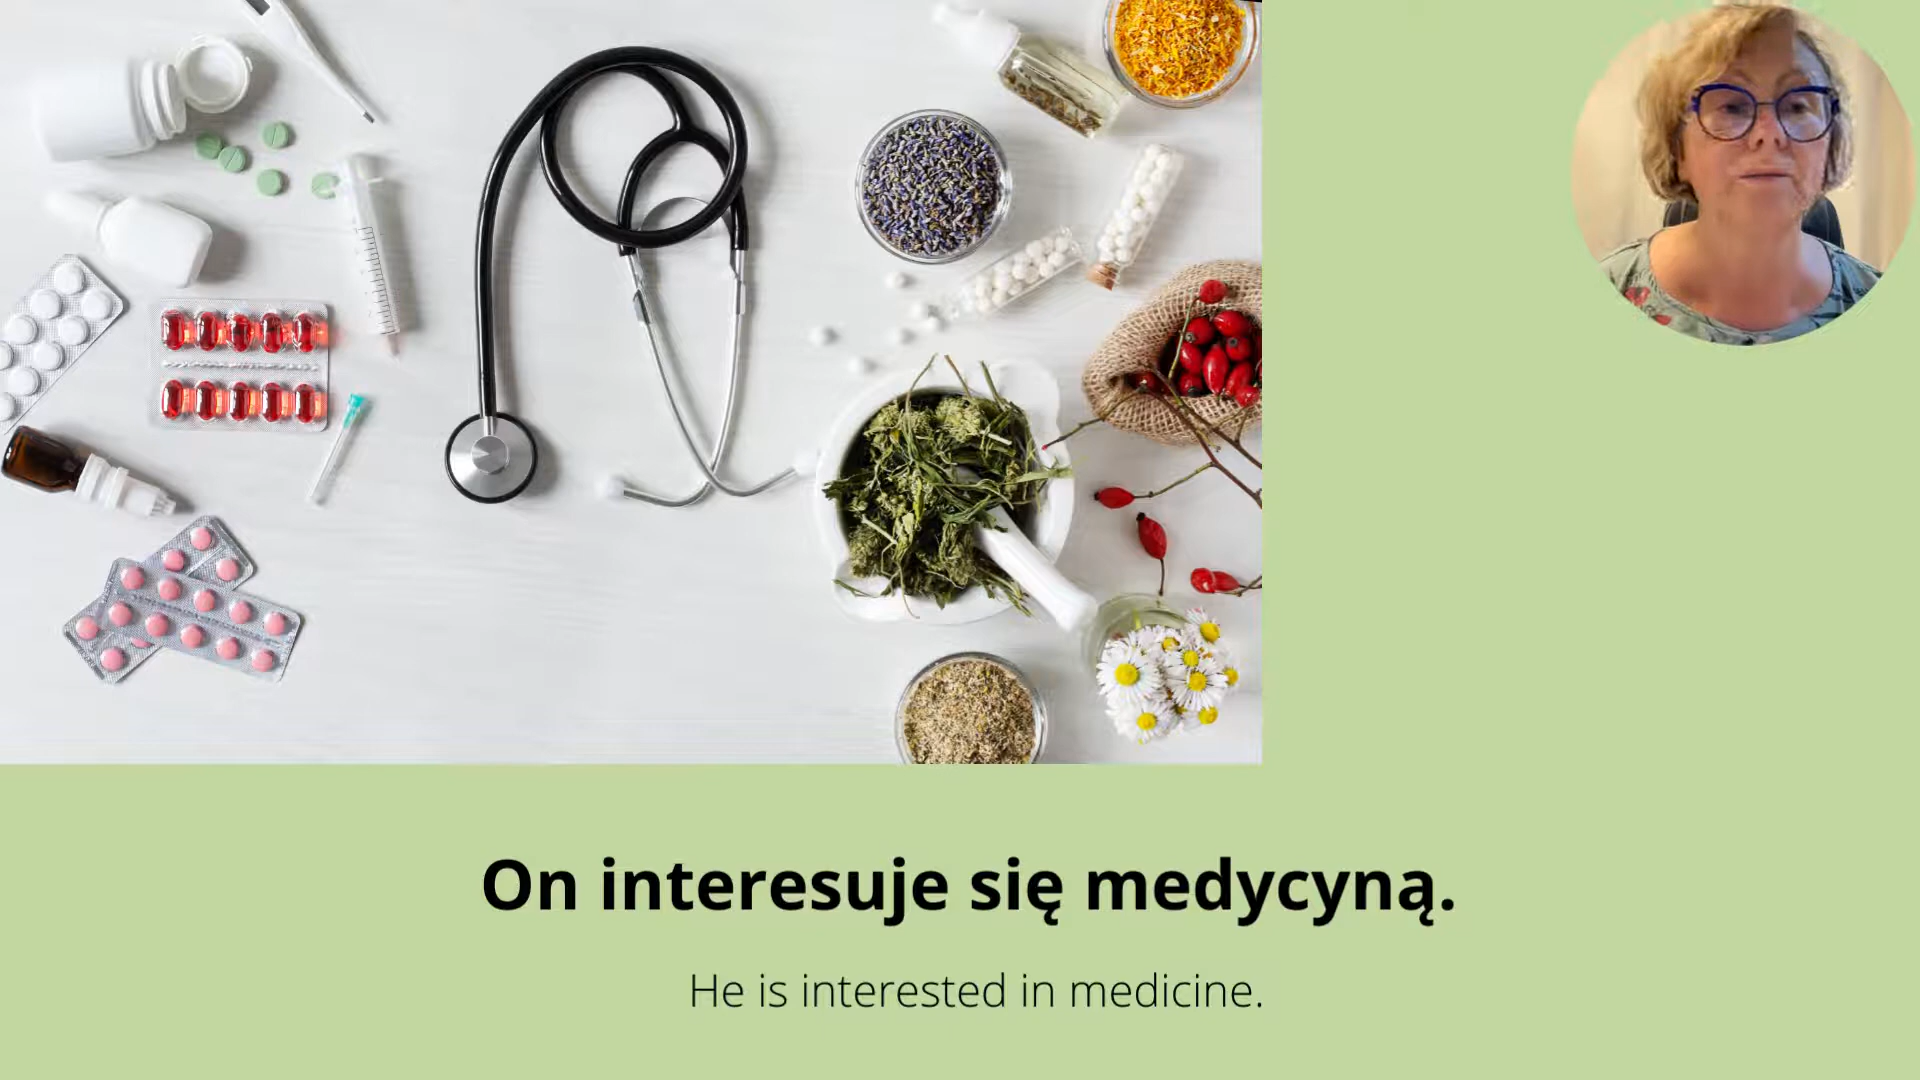 On interesuje się medycyną.
He is interested in medicine.